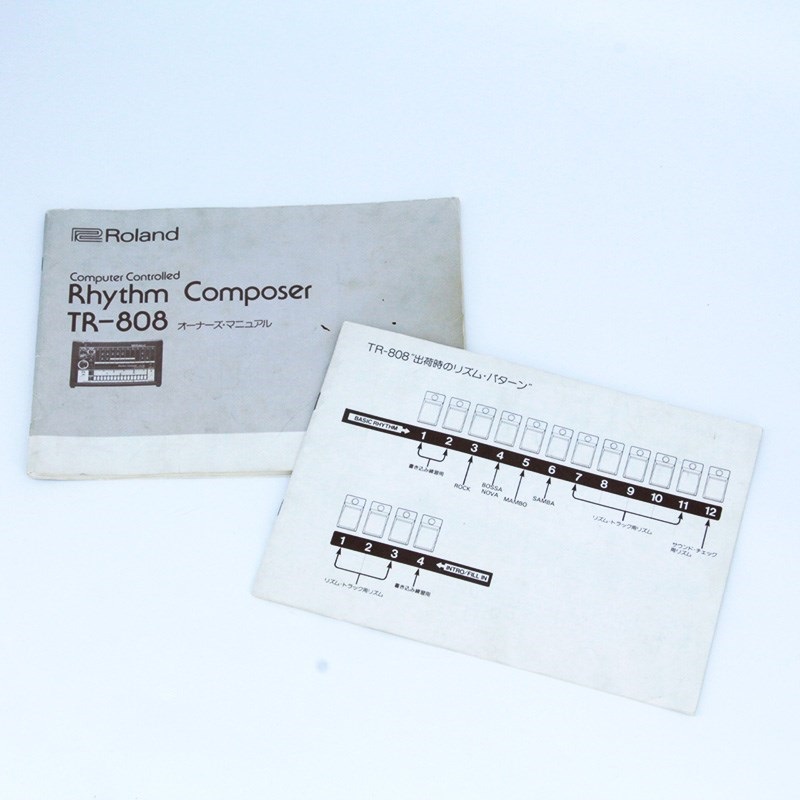 Roland
Computer Controlled
Rhythm Composer
TR-808 オーナーズ・マニュアル
TR-808“出荷時のリズム・パターン”
BASIC RHYTHM
1 2 3 4 5 6 7 8 9 10 11 12
書き込み練習用
ROCK
BOSSA
NOVA
MAMBO
SAMBA
リズム・トラック用リズム
サウンド・チェック
用リズム
1 2 3 4 INTRO/FILL IN
リズム・トラック用リズム
書き込み練習用